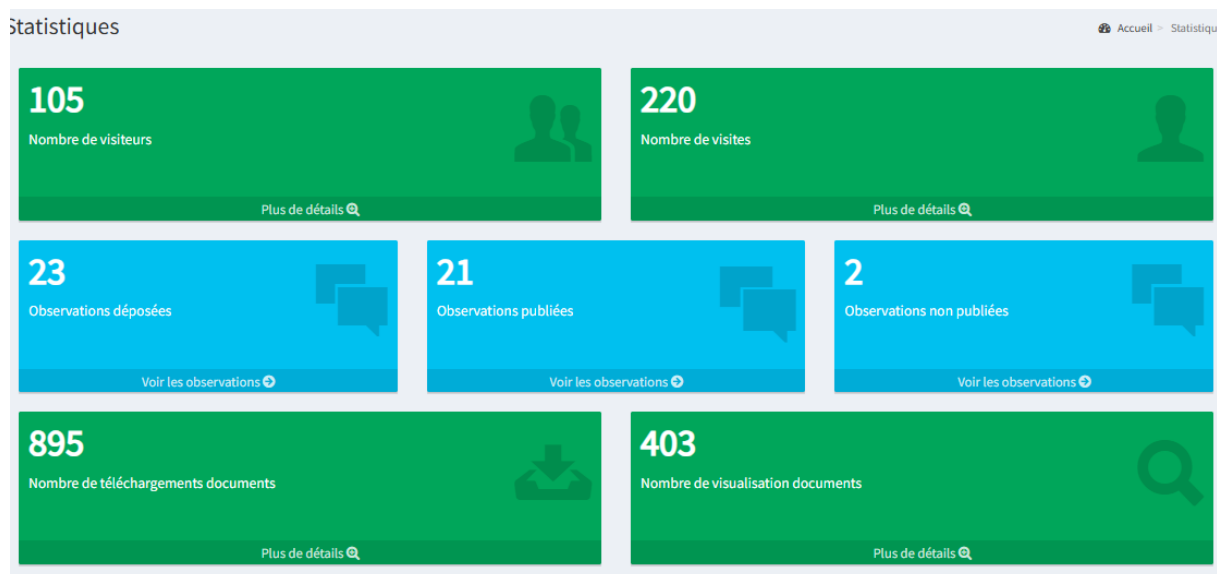 Statistiques
Accueil > Statistiqu
105
Nombre de visiteurs
Plus de détails
220
Nombre de visites
Plus de détails
23
Observations déposées
Voir les observations
21
Observations publiées
Voir les observations
2
Observations non publiées
Voir les observations
895
Nombre de téléchargements documents
Plus de détails
403
Nombre de visualisation documents
Plus de détails